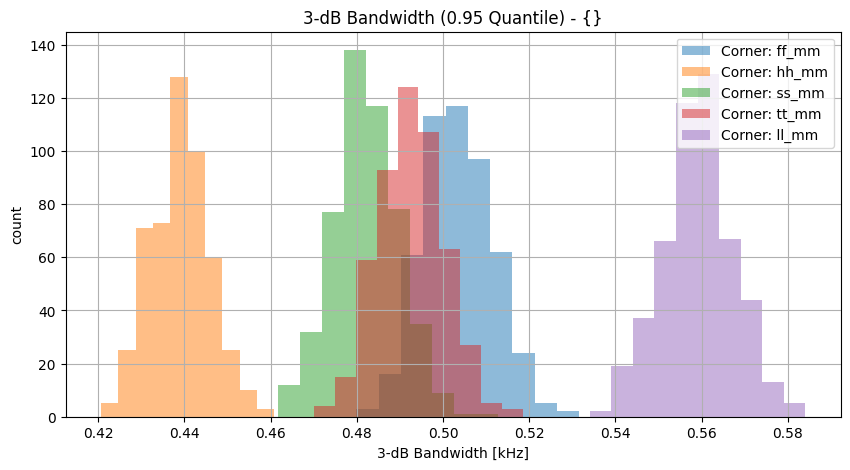 3-dB Bandwidth (0.95 Quantile) - {}
Corner: ff_mm
Corner: hh_mm
Corner: ss_mm
Corner: tt_mm
Corner: ll_mm
140
120
100
80
60
40
20
0
count
0.42 0.44 0.46 0.48 0.50 0.52 0.54 0.56 0.58
3-dB Bandwidth [kHz]